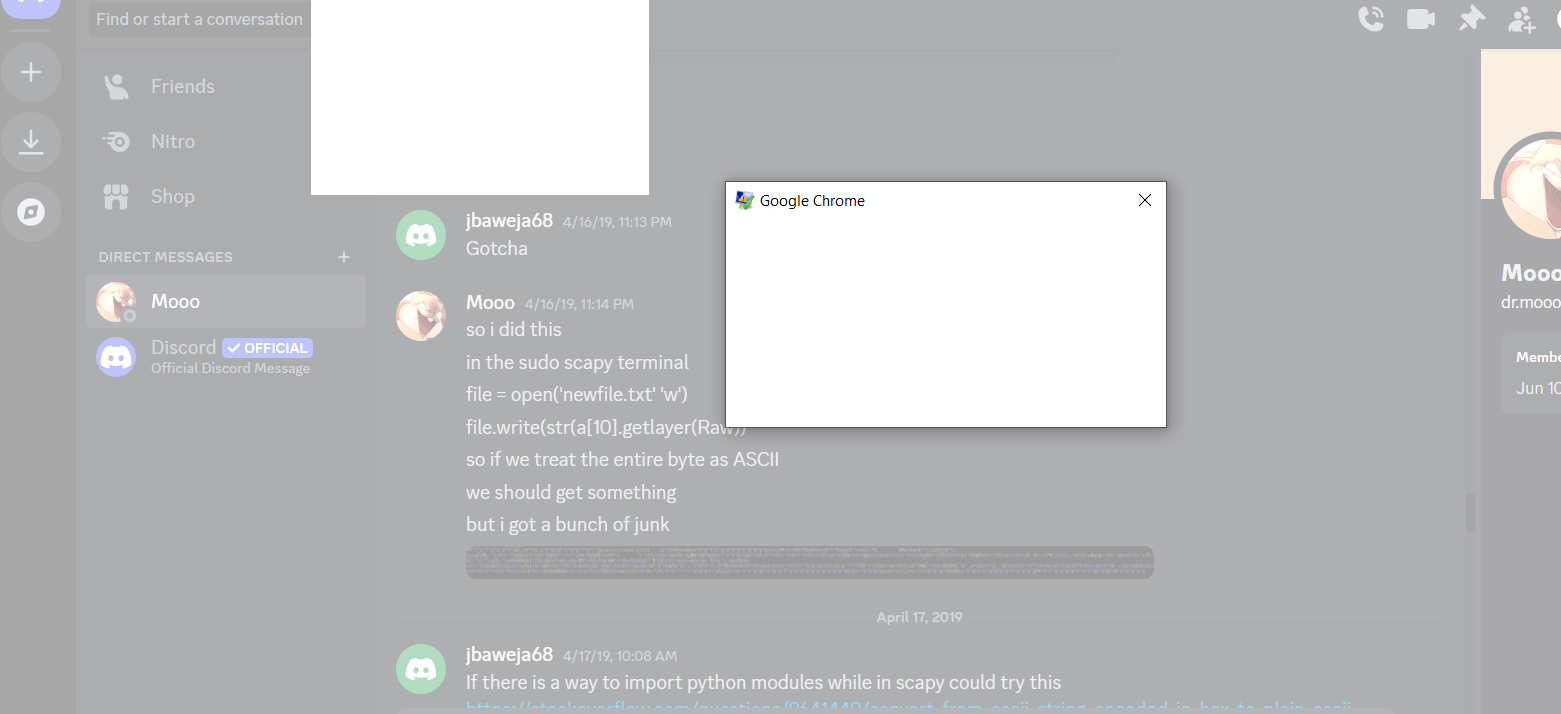 Find or start a conversation
Friends
Nitro
Shop
DIRECT MESSAGES
Mooo
Discord OFFICIAL
Official Discord Message
jbaweja68 4/16/19, 11:13 PM
Gotcha
Mooo 4/16/19, 11:14 PM
so i did this
in the sudo scapy terminal
file = open('newfile.txt' 'w')
file.write(str(a[10].getlayer(Raw))
so if we treat the entire byte as ASCII
we should get something
but i got a bunch of junk
April 17, 2019
jbaweja68 4/17/19, 10:08 AM
If there is a way to import python modules while in scapy could try this
Google Chrome
Mooo
dr.mooo
Membe
Jun 10